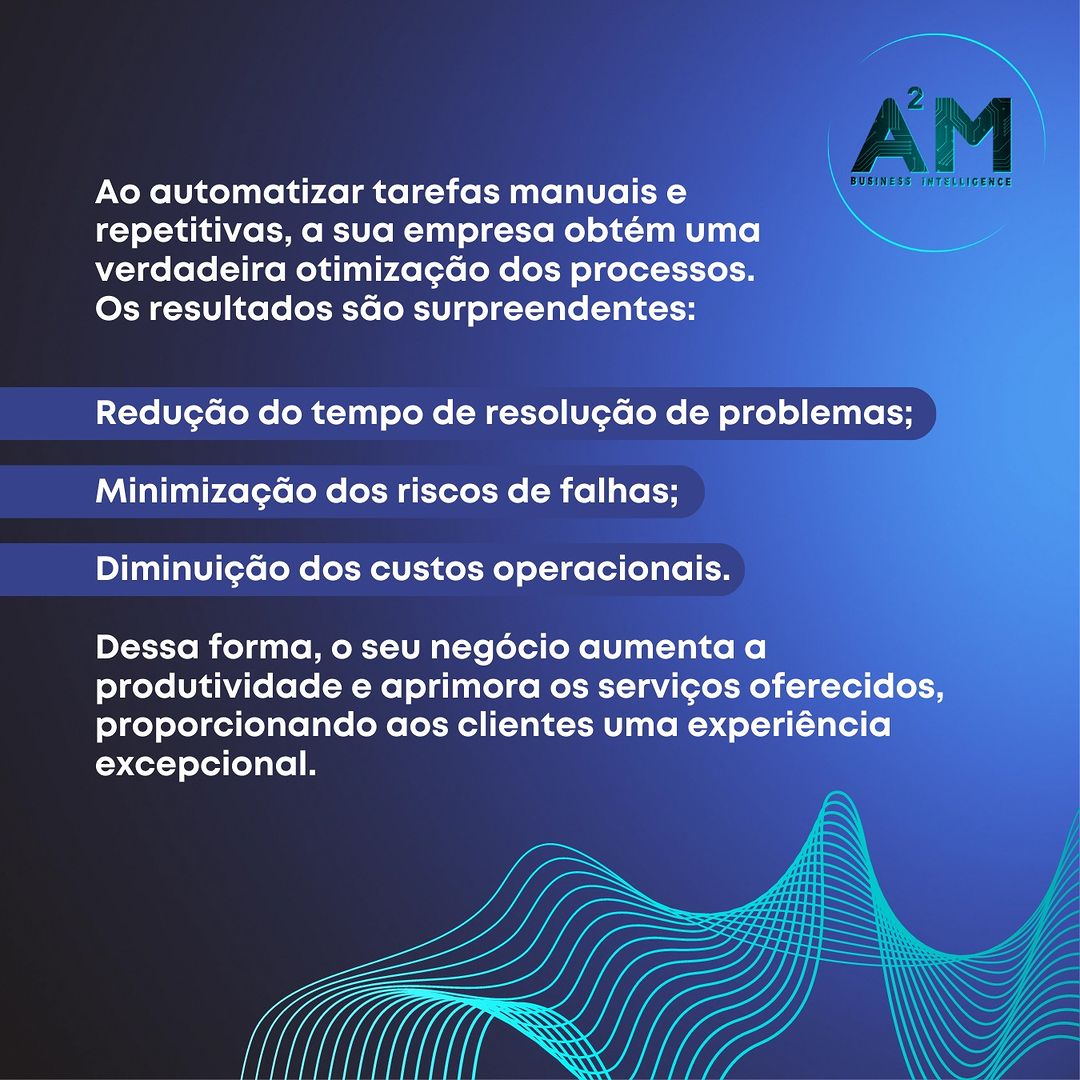 A²M
BUSINESS INTELLIGENCE
Ao automatizar tarefas manuais e
repetitivas, a sua empresa obtém uma
verdadeira otimização dos processos.
Os resultados são surpreendentes:
Redução do tempo de resolução de problemas;
Minimização dos riscos de falhas;
Diminuição dos custos operacionais.
Dessa forma, o seu negócio aumenta a
produtividade e aprimora os serviços oferecidos,
proporcionando aos clientes uma experiência
excepcional.